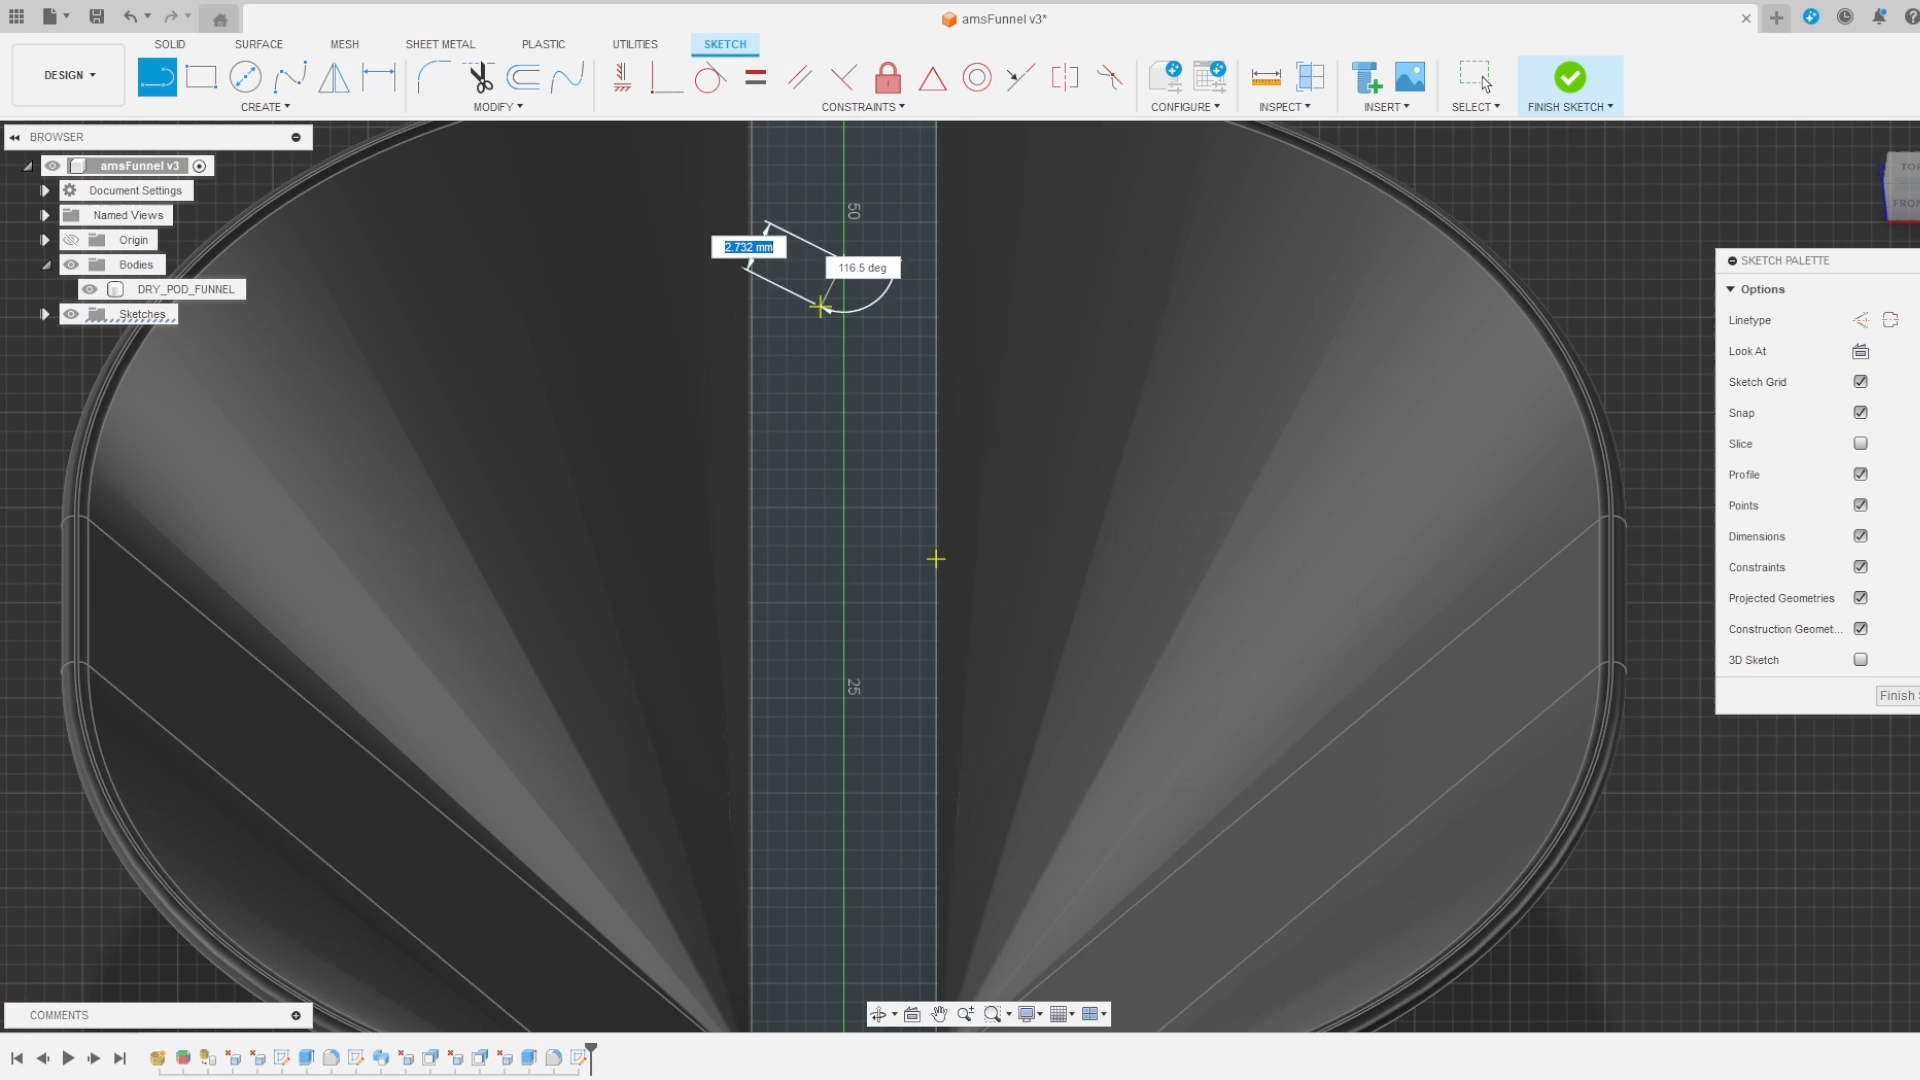 amsFunnel v3*
SOLID SURFACE MESH SHEET METAL PLASTIC UTILITIES SKETCH
DESIGN
CREATE MODIFY CONSTRAINTS CONFIGURE INSPECT INSERT SELECT FINISH SKETCH
BROWSER
amsFunnel v3
Document Settings
Named Views
Origin
Bodies
DRY_POD_FUNNEL
Sketches
50
2.732 mm
116.5 deg
25
SKETCH PALETTE
Options
Linetype
Look At
Sketch Grid
Snap
Slice
Profile
Points
Dimensions
Constraints
Projected Geometries
Construction Geomet...
3D Sketch
Finish
COMMENTS